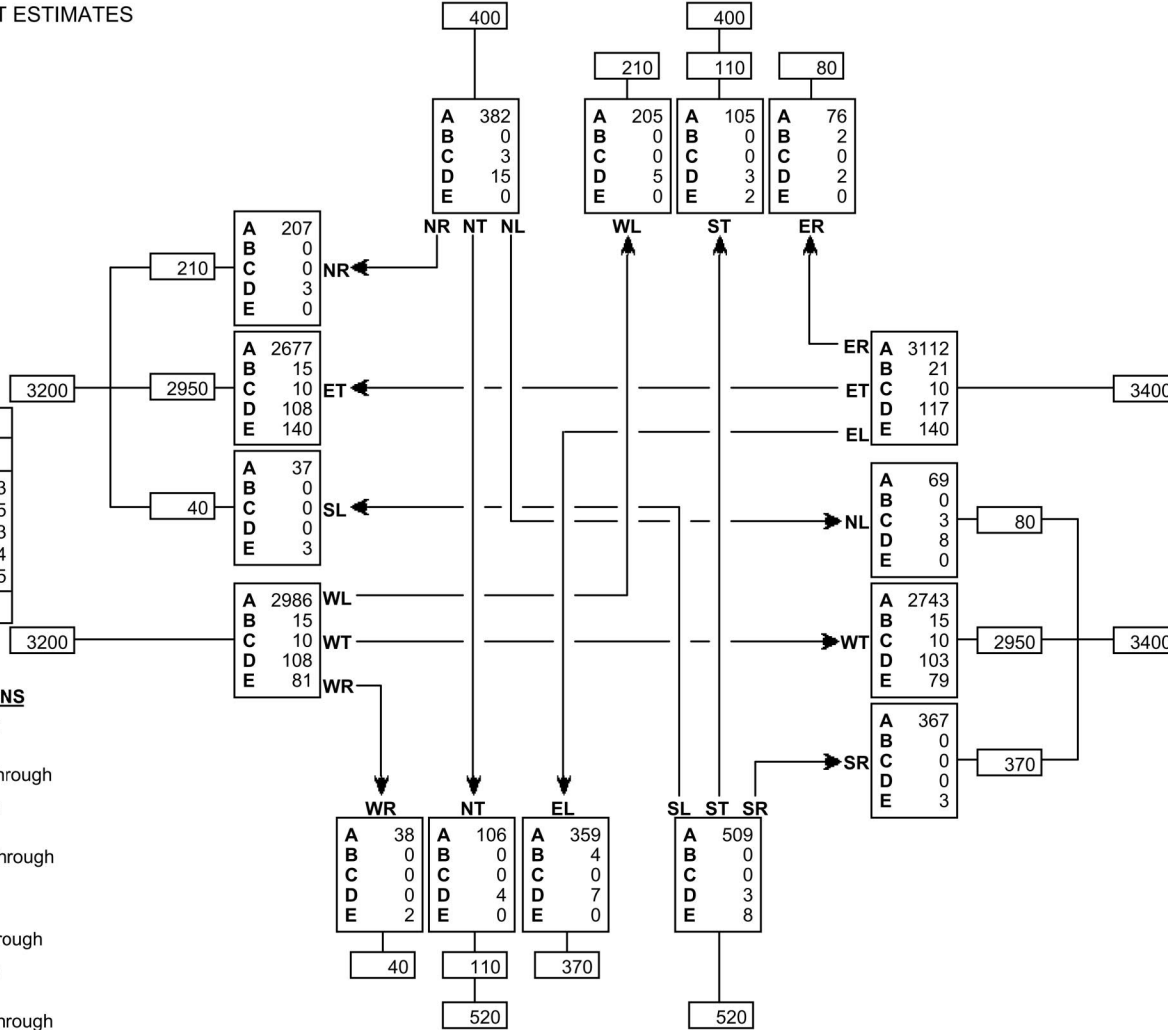 T ESTIMATES
400
400
210 110 80
A 382
B 0
C 3
D 15
E 0
A 205
B 0
C 0
D 5
E 0
A 105
B 0
C 0
D 3
E 2
A 76
B 2
C 0
D 2
E 0
NR NT NL
WL ST ER
A 207
B 0
C 0
D 3
E 0
210
NR
A 2677
B 15
C 10
D 108
E 140
3200
2950
ET
A 37
B 0
C 0
D 0
E 3
40
SL
ER
ET
EL
A 3112
B 21
C 10
D 117
E 140
3400
3
5
3
4
5
NL
A 69
B 0
C 3
D 8
E 0
80
A 2986
B 15
C 10
D 108
E 81
3200
WL
WT
WR
WT
A 2743
B 15
C 10
D 103
E 79
2950
3400
SR
A 367
B 0
C 0
D 0
E 3
370
NS
hrough
hrough
rough
hrough
WR NT EL
SL ST SR
A 38
B 0
C 0
D 0
E 2
A 106
B 0
C 0
D 4
E 0
A 359
B 4
C 0
D 7
E 0
A 509
B 0
C 0
D 3
E 8
40 110 370
520
520